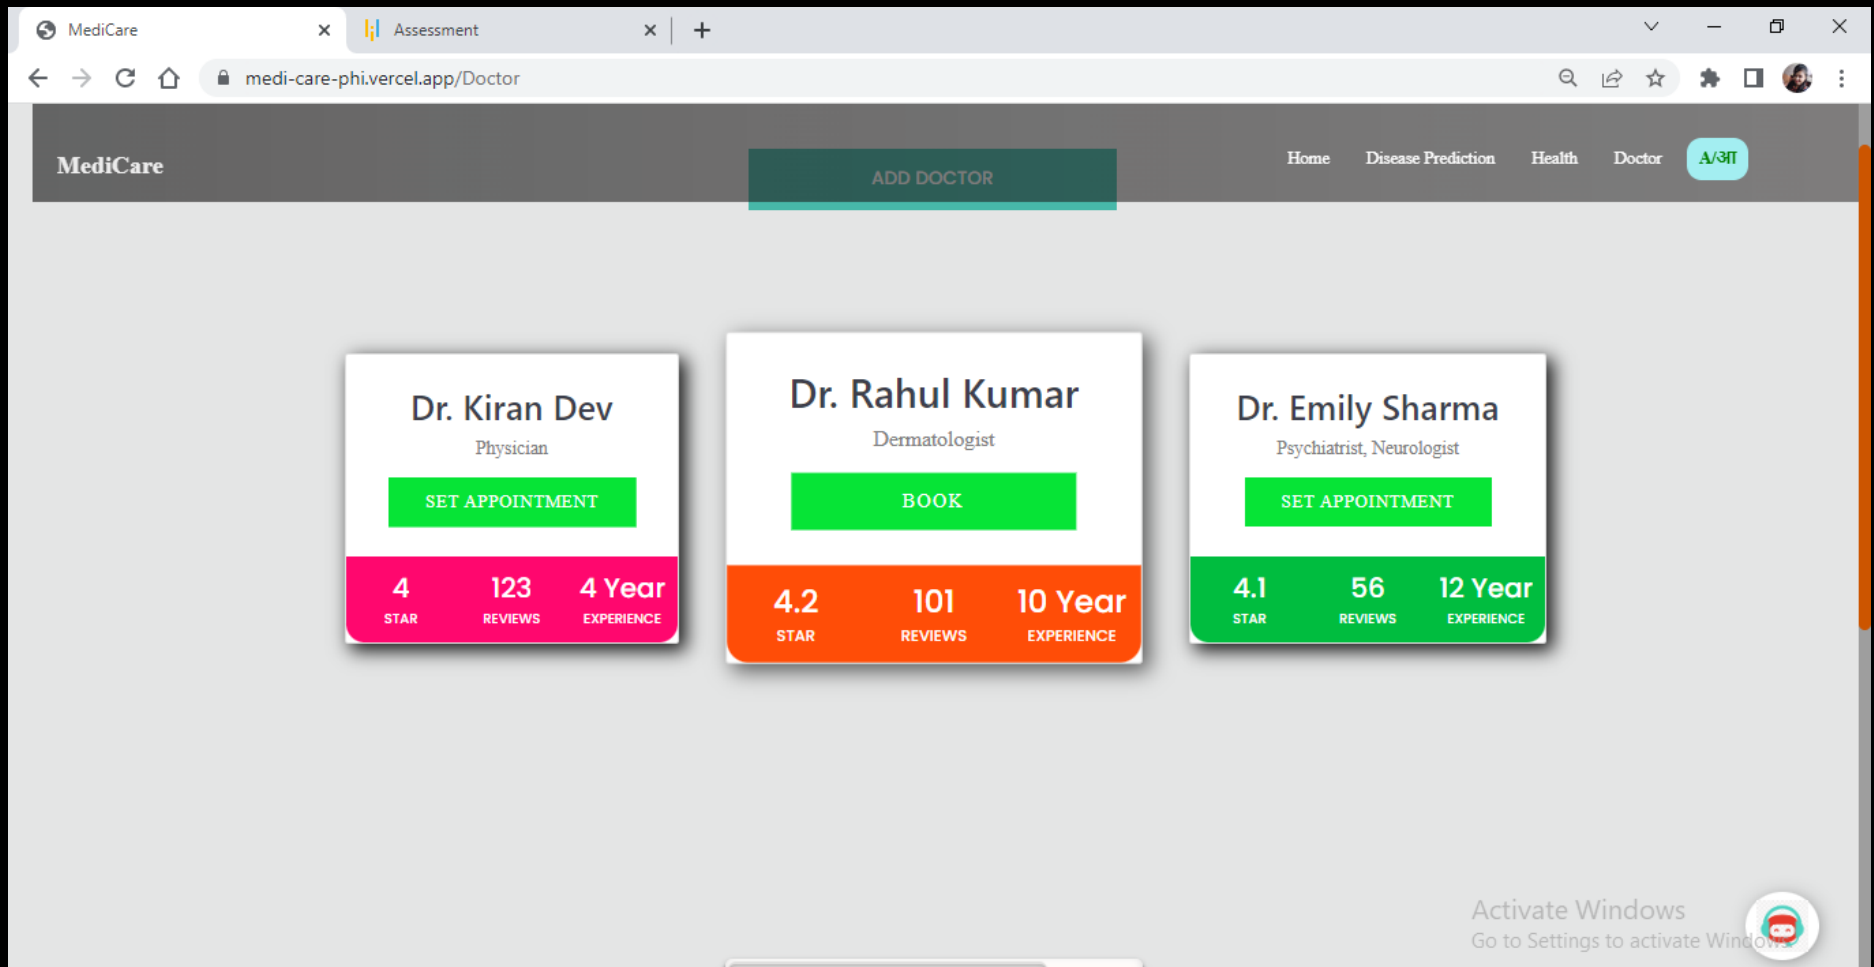 MediCare
Assessment
medi-care-phi.vercel.app/Doctor
MediCare
ADD DOCTOR
Home
Disease Prediction
Health
Doctor
A/आ
Dr. Kiran Dev
Physician
SET APPOINTMENT
4
123
4 Year
STAR
REVIEWS
EXPERIENCE
Dr. Rahul Kumar
Dermatologist
BOOK
4.2
101
10 Year
STAR
REVIEWS
EXPERIENCE
Dr. Emily Sharma
Psychiatrist, Neurologist
SET APPOINTMENT
4.1
56
12 Year
STAR
REVIEWS
EXPERIENCE
Activate Windows
Go to Settings to activate Windows.